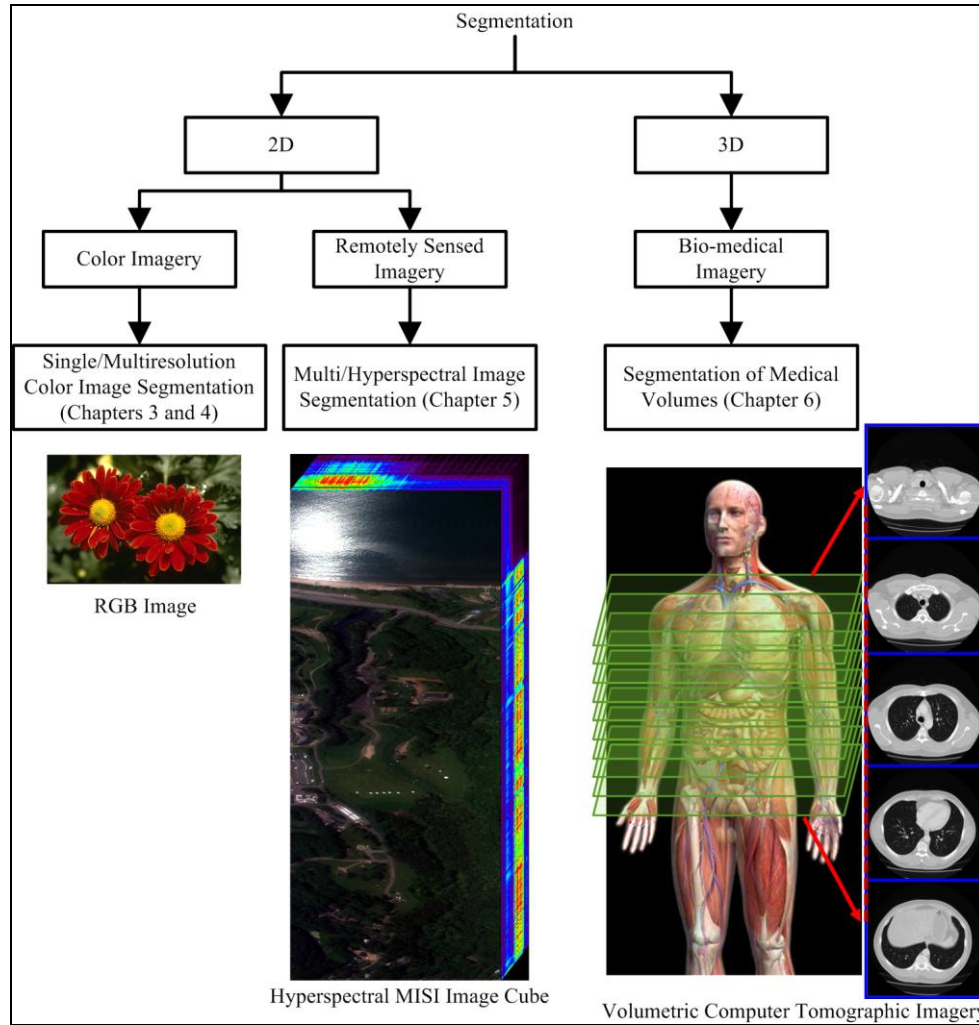 Segmentation
2D
3D
Color Imagery
Remotely Sensed
Imagery
Bio-medical
Imagery
Single/Multiresolution
Color Image Segmentation
(Chapters 3 and 4)
Multi/Hyperspectral Image
Segmentation (Chapter 5)
Segmentation of Medical
Volumes (Chapter 6)
RGB Image
Hyperspectral MISI Image Cube
Volumetric Computer Tomographic Imagery